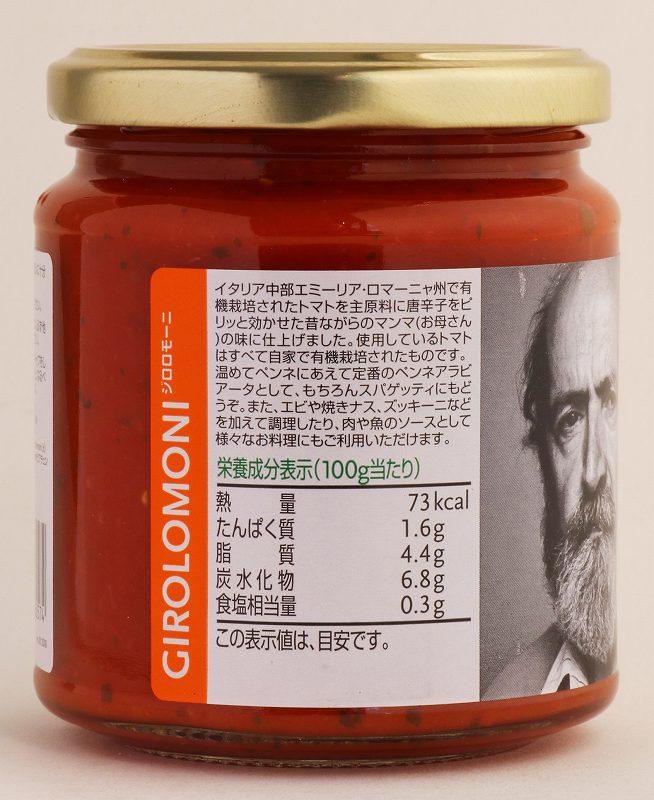 GIROLOMONI ジロロモーニ
イタリア中部エミーリア・ロマーニャ州で有
機栽培されたトマトを主原料に唐辛子をピ
リッと効かせた昔ながらのマンマ(お母さん
)の味に仕上げました。使用しているトマト
はすべて自家で有機栽培されたものです。
温めてペンネにあえて定番のペンネアラビ
アータとして、もちろんスパゲッティにもど
うぞ。また、エビや焼きナス、ズッキーニなど
を加えて調理したり、肉や魚のソースとして
様々なお料理にもご利用いただけます。
栄養成分表示(100g当たり)
熱量 73kcal
たんぱく質 1.6g
脂質 4.4g
炭水化物 6.8g
食塩相当量 0.3g
この表示値は、目安です。